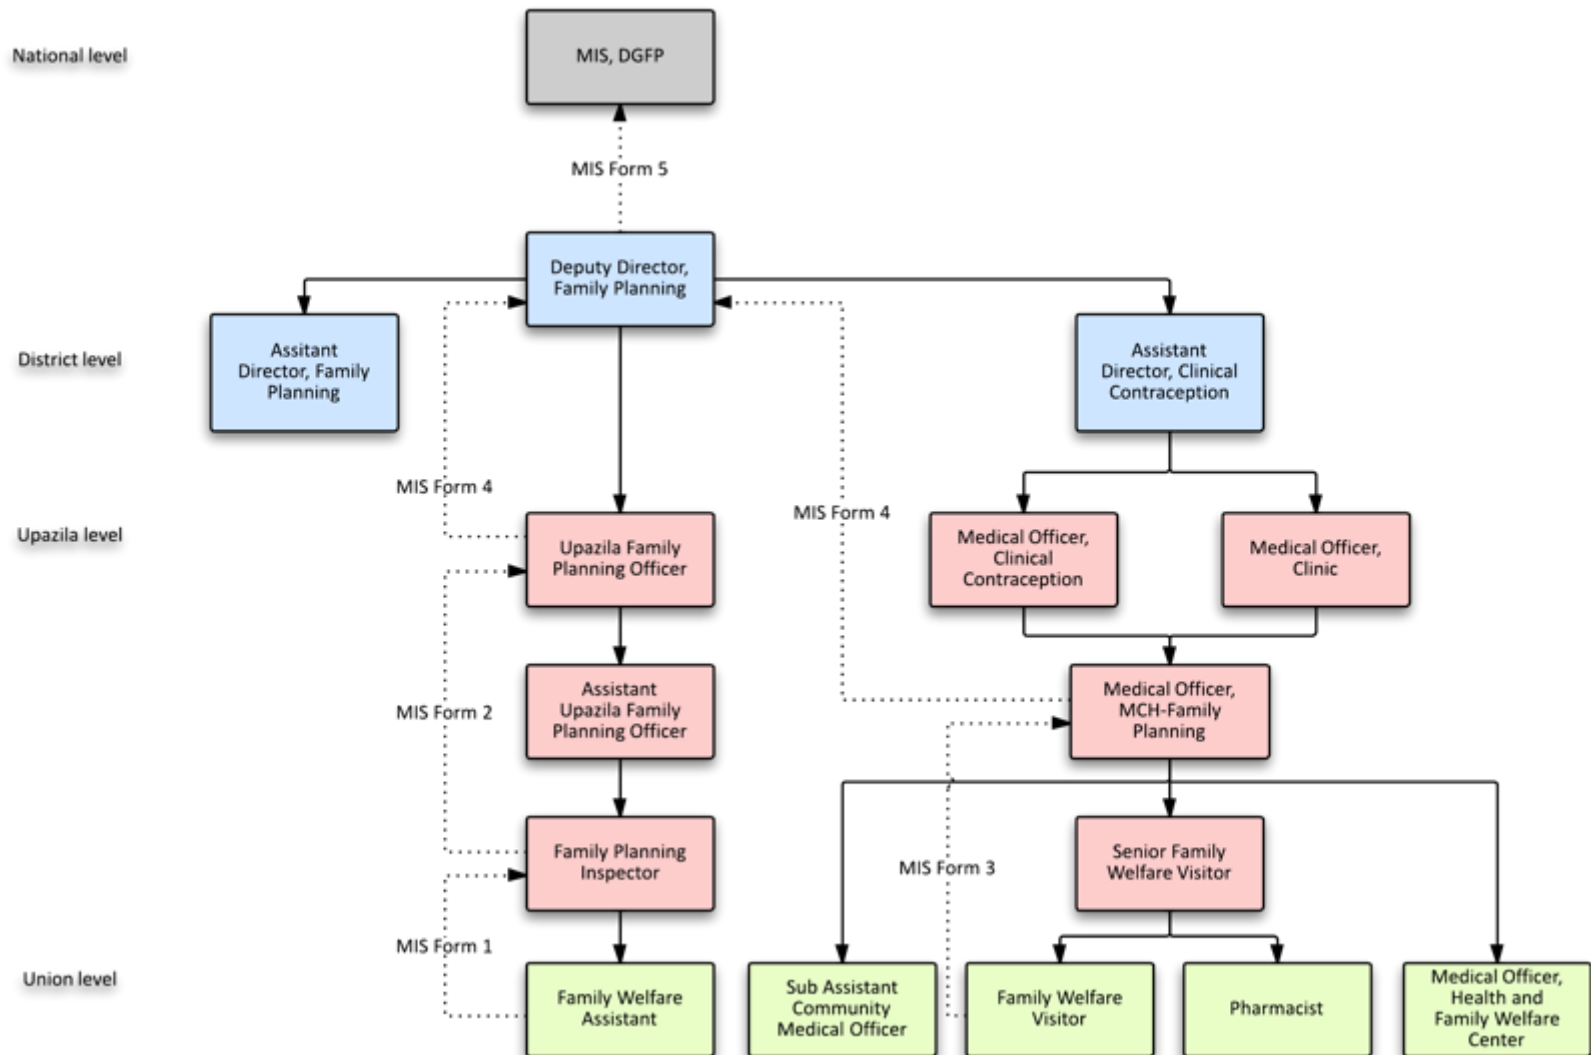 National level
MIS, DGFP
MIS Form 5
Deputy Director,
Family Planning
District level
Assitant
Director, Family
Planning
Assistant
Director, Clinical
Contraception
MIS Form 4
MIS Form 4
Upazila level
Upazila Family
Planning Officer
Medical Officer,
Clinical
Contraception
Medical Officer,
Clinic
MIS Form 2
Assistant
Upazila Family
Planning Officer
Medical Officer,
MCH-Family
Planning
Family Planning
Inspector
MIS Form 3
Senior Family
Welfare Visitor
MIS Form 1
Union level
Family Welfare
Assistant
Sub Assistant
Community
Medical Officer
Family Welfare
Visitor
Pharmacist
Medical Officer,
Health and
Family Welfare
Center